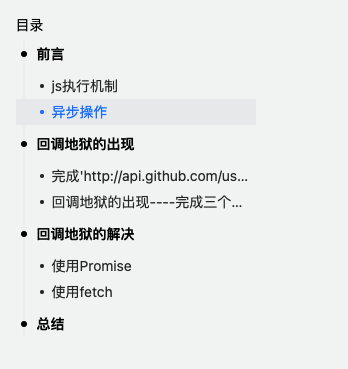 目录
前言
js执行机制
异步操作
回调地狱的出现
完成'http://api.github.com/us...
回调地狱的出现----完成三个...
回调地狱的解决
使用Promise
使用fetch
总结